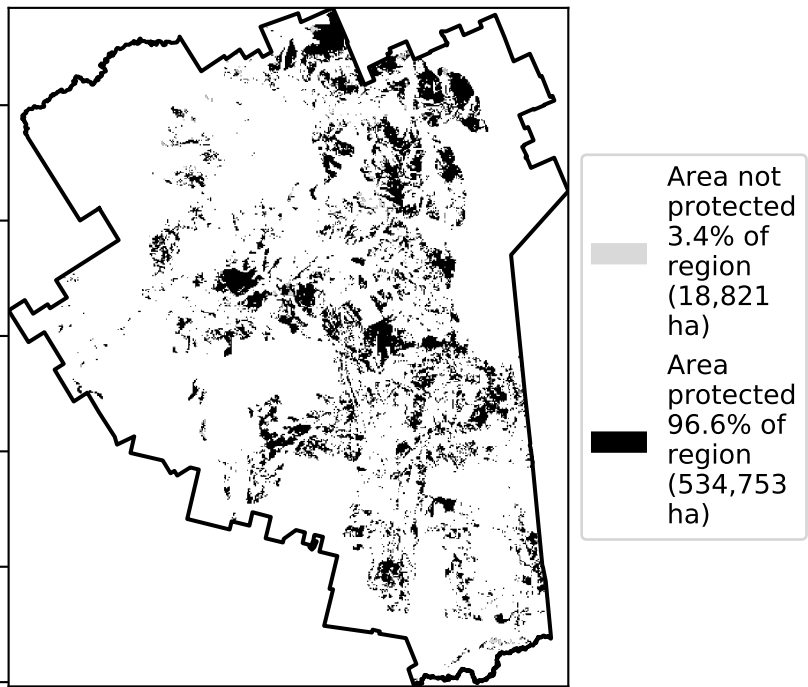 Area not
protected
3.4% of
region
(18,821
ha)
Area
protected
96.6% of
region
(534,753
ha)